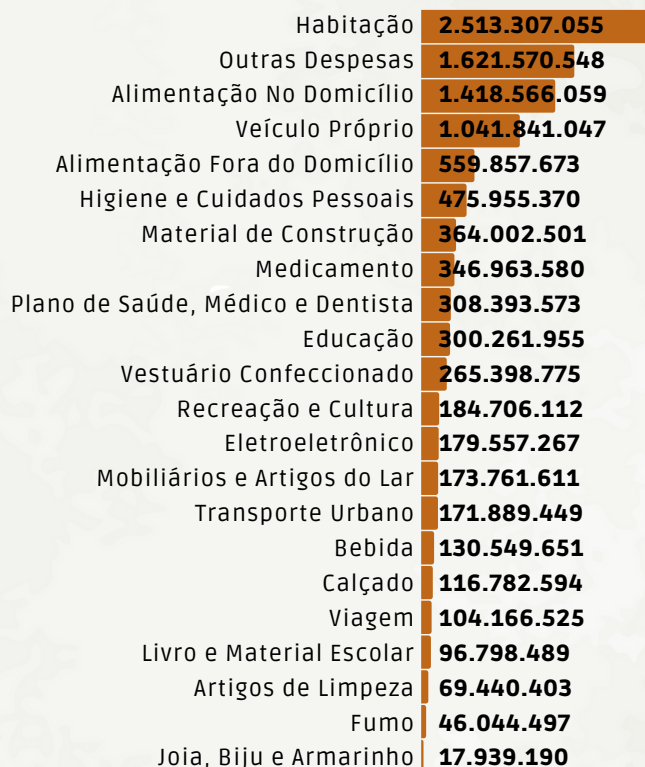 Habitação 2.513.307.055
Outras Despesas 1.621.570.548
Alimentação No Domicílio 1.418.566.059
Veículo Próprio 1.041.841.047
Alimentação Fora do Domicílio 559.857.673
Higiene e Cuidados Pessoais 475.955.370
Material de Construção 364.002.501
Medicamento 346.963.580
Plano de Saúde, Médico e Dentista 308.393.573
Educação 300.261.955
Vestuário Confeccionado 265.398.775
Recreação e Cultura 184.706.112
Eletroeletrônico 179.557.267
Mobiliários e Artigos do Lar 173.761.611
Transporte Urbano 171.889.449
Bebida 130.549.651
Calçado 116.782.594
Viagem 104.166.525
Livro e Material Escolar 96.798.489
Artigos de Limpeza 69.440.403
Fumo 46.044.497
Joia, Biju e Armarinho 17.939.190